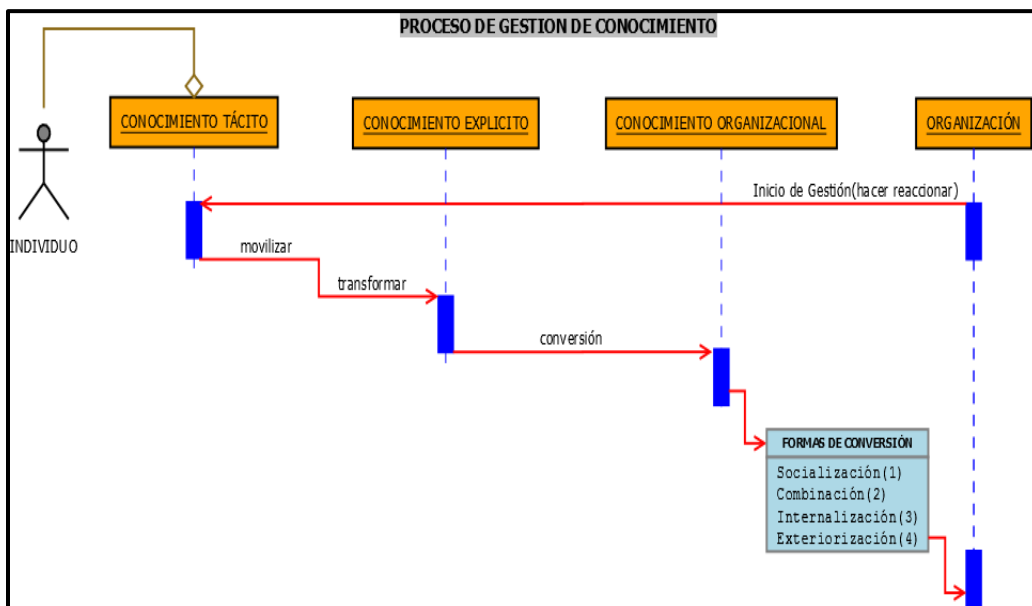 PROCESO DE GESTION DE CONOCIMIENTO
CONOCIMIENTO TÁCITO
CONOCIMIENTO EXPLICITO
CONOCIMIENTO ORGANIZACIONAL
ORGANIZACIÓN
INDIVIDUO
Inicio de Gestión(hacer reaccionar)
movilizar
transformar
conversión
FORMAS DE CONVERSIÓN
Socialización(1)
Combinación(2)
Internalización(3)
Exteriorización(4)